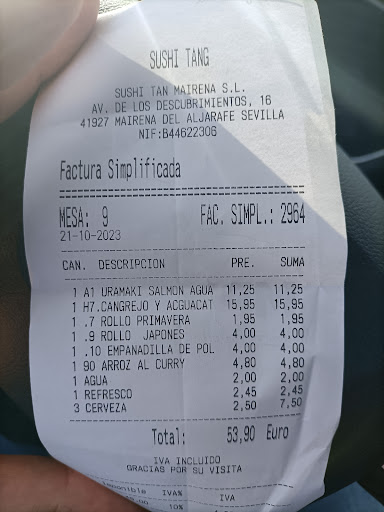 SUSHI TANG
SUSHI TAN MAIRENA S.L.
AV. DE LOS DESCUBRIMIENTOS, 16
41927 MAIRENA DEL ALJARAFE SEVILLA
NIF:B44622306
Factura Simplificada
MESA: 9 FAC. SIMPL.: 2964
21-10-2023
CAN. DESCRIPCION PRE. SUMA
1 A1 URAMAKI SALMON AGUA 11,25 11,25
1 H7.CANGREJO Y ACGUACAT 15,95 15,95
1 .7 ROLLO PRIMAVERA 1,95 1,95
1 .9 ROLLO JAPONES 4,00 4,00
1 .10 EMPANADILLA DE POL 4,00 4,00
1 90 ARROZ AL CURRY 4,80 4,80
1 AGUA 2,00 2,00
1 REFRESCO 2,45 2,45
3 CERVEZA 2,50 7,50
Total: 53,90 Euro
IVA INCLUIDO
GRACIAS POR SU VISITA
IVA% IVA
10%